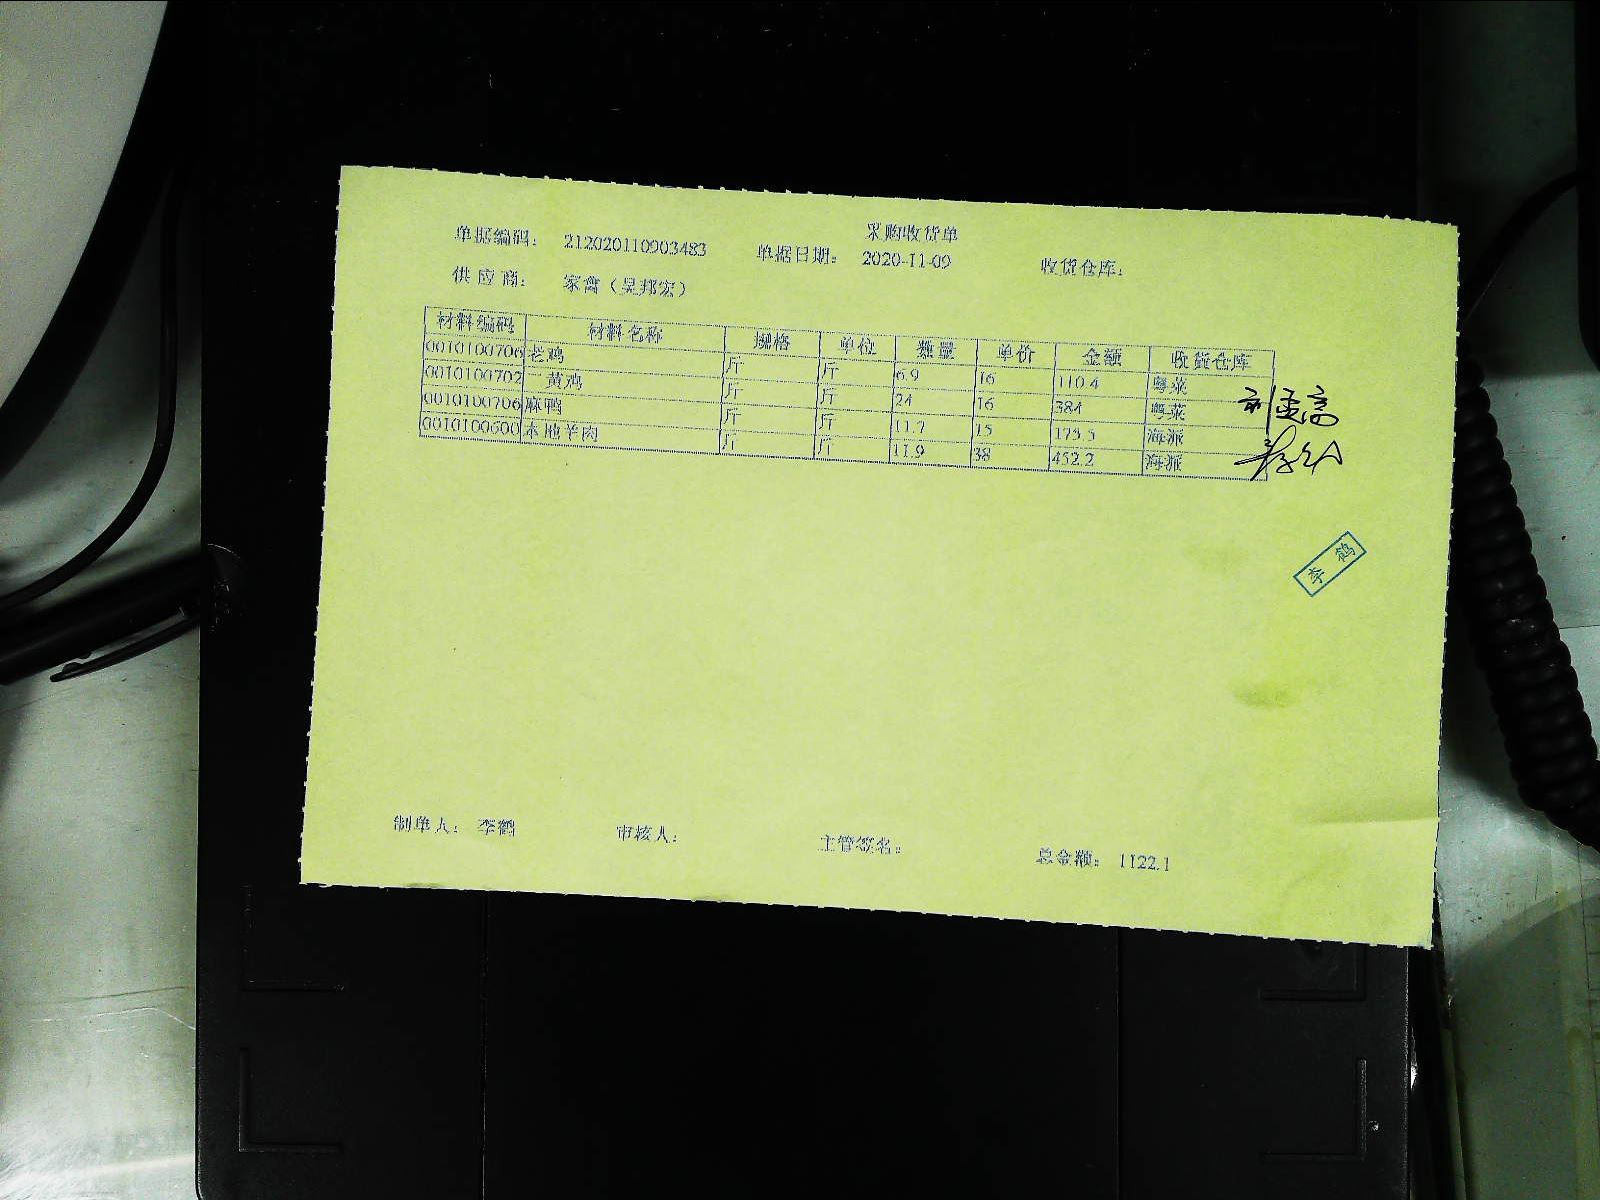 采购收货单
单据编码： 212020110903483 单据日期： 2020-11-09 收货仓库：
供应商： 家禽（吴邦宏）
材料编码 材料名称 规格 单位 数量 单价 金额 收货仓库
0010100706 老鸡 斤 斤 6.9 16 110.4 粤菜
0010100702 三黄鸡 斤 斤 24 16 384 粤菜
0010100706 麻鸭 斤 斤 11.7 15 175.5 海派
0010100600 本地羊肉 斤 斤 11.9 38 452.2 海派
李鹤
制单人： 李鹤 审核人： 主管签名： 总金额： 1122.1